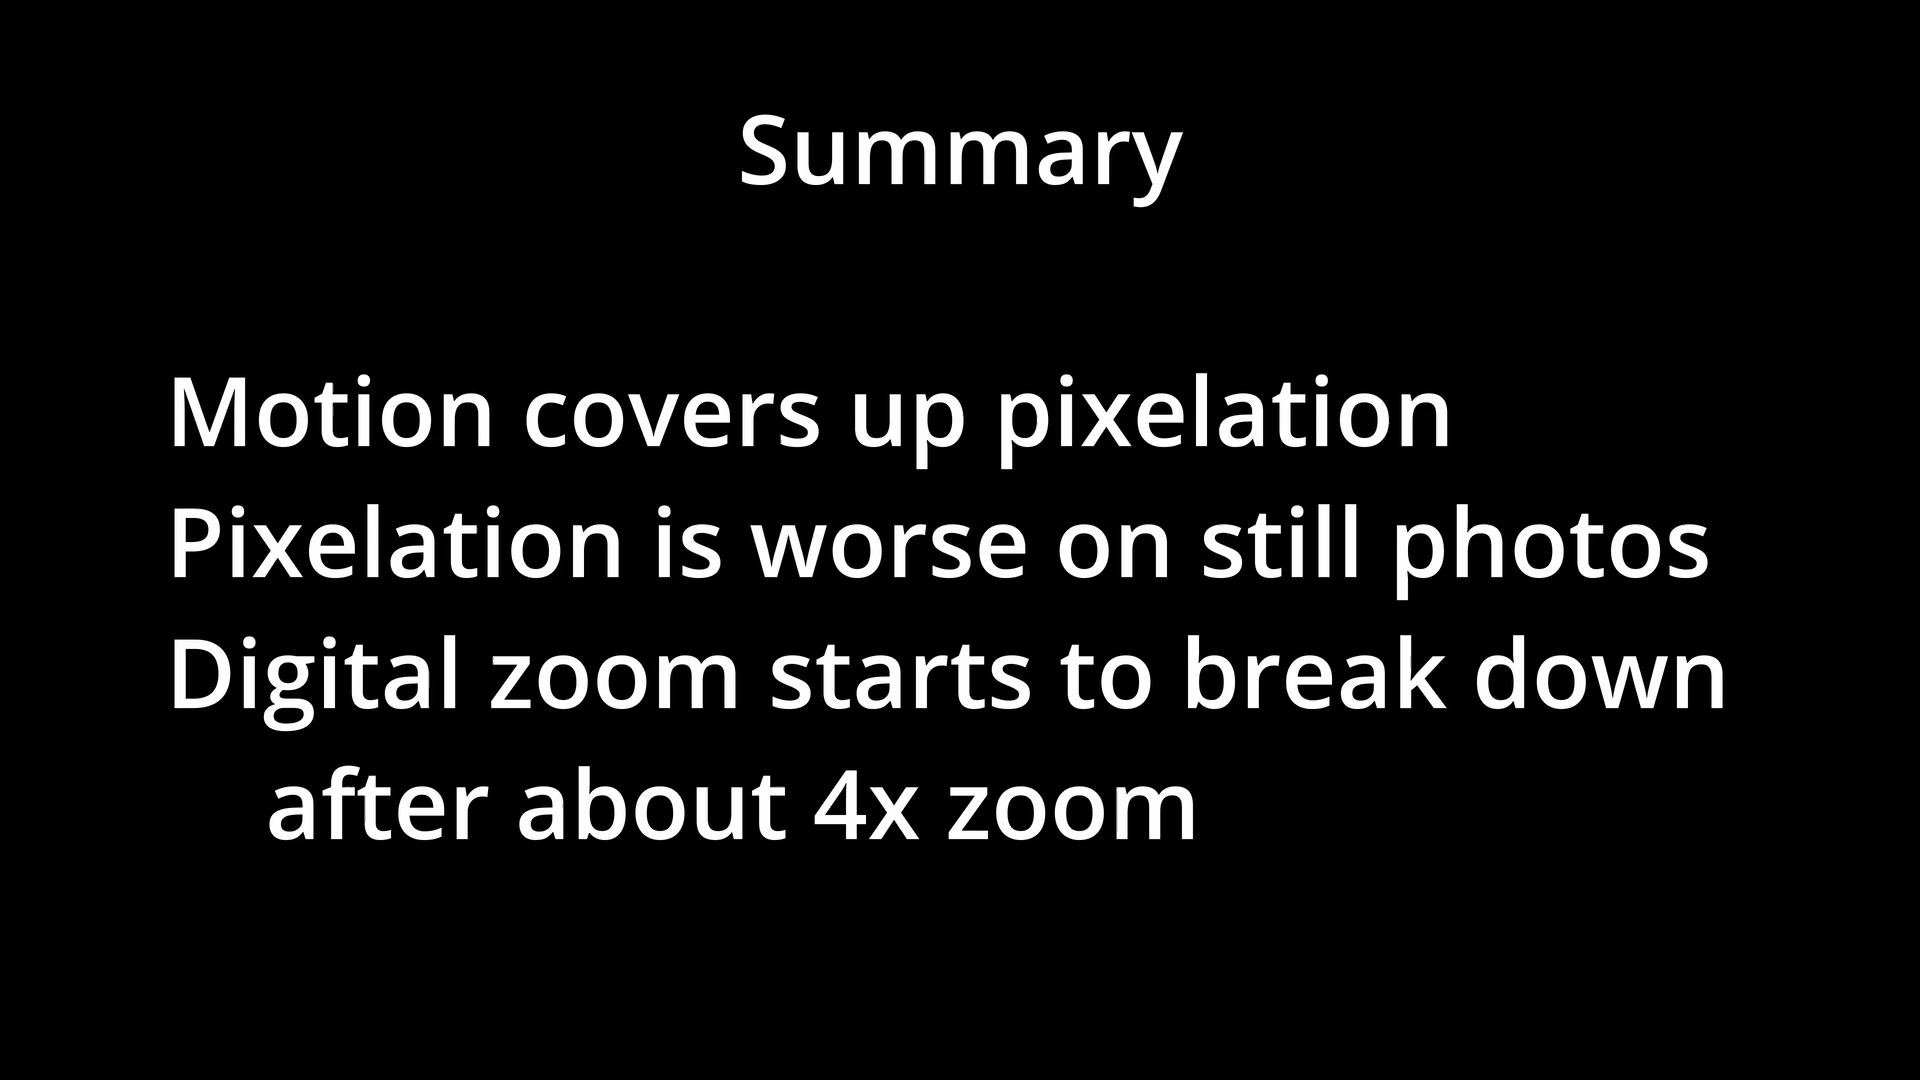 Summary
Motion covers up pixelation
Pixelation is worse on still photos
Digital zoom starts to break down
after about 4x zoom